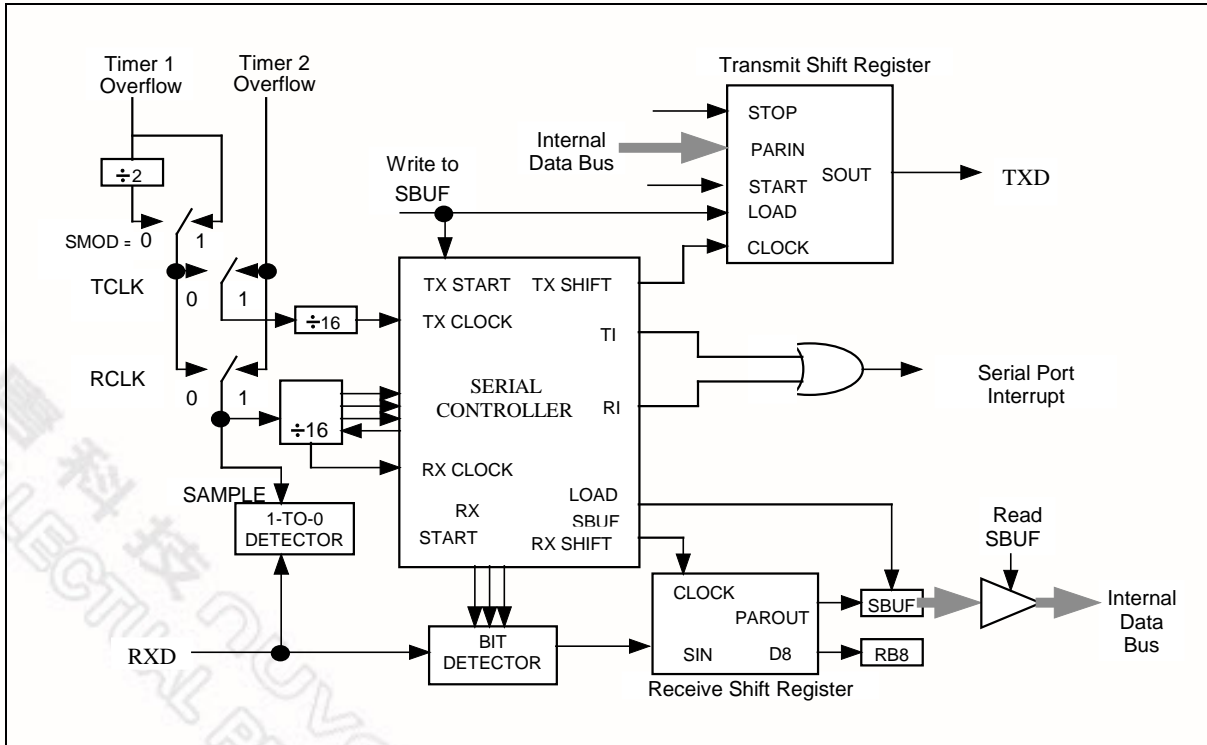 Timer 1
Overflow
Timer 2
Overflow
Transmit Shift Register
STOP
Internal
Data Bus
PARIN
÷2
Write to
SBUF
START
SOUT
TXD
LOAD
SMOD = 0
1
CLOCK
TX START
TX SHIFT
TCLK
0
1
÷16
TX CLOCK
TI
RCLK
SERIAL
CONTROLLER
Serial Port
Interrupt
0
1
RI
÷16
RX CLOCK
SAMPLE
LOAD
SBUF
1-TO-0
DETECTOR
RX
START
RX SHIFT
Read
SBUF
CLOCK
PAROUT
SBUF
Internal
Data
Bus
RXD
BIT
DETECTOR
SIN
D8
RB8
Receive Shift Register
科技